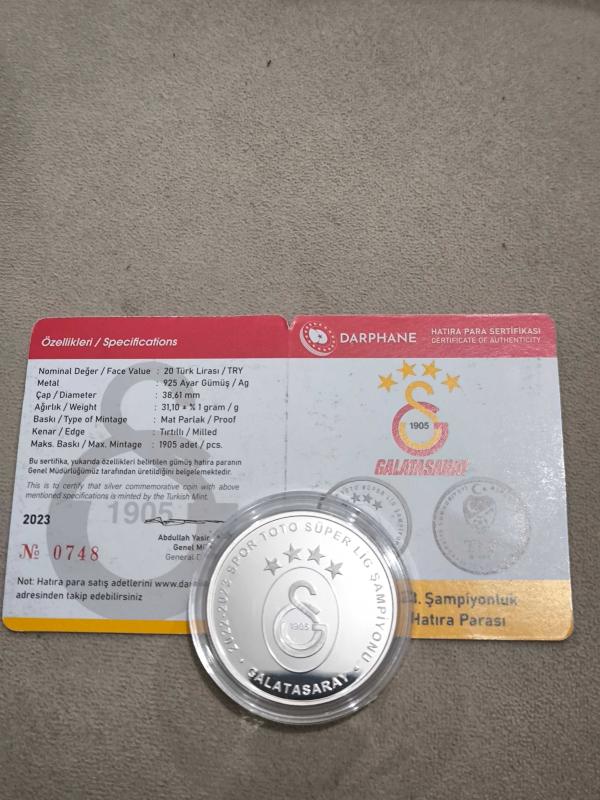 Özellikleri / Specifications
Nominal Değer / Face Value : 20 Türk Lirası / TRY
Metal : 925 Ayar Gümüş / Ag
Çap / Diameter : 38,61 mm
Ağırlık / Weight : 31,10 ± % 1 gram / g
Baskı / Type of Mintage : Mat Parlak / Proof
Kenar / Edge : Tırtıllı / Milled
Maks. Baskı / Max. Mintage : 1905 adet / pcs.
Bu sertifika, yukarıda özellikleri belirtilen gümüş hatıra paranın
Genel Müdürlüğümüz tarafından üretildiğini belgelemektedir.
This is to certify that silver commemorative coin with above
mentioned specifications is minted by the Turkish Mint.
2023
1905
Abdullah Yasir
Genel
General
№ 0748
Not: Hatıra para satış adetlerini www.
adresinden takip edebilirsiniz
DARPHANE
HATIRA PARA SERTİFİKASI
CERTIFICATE OF AUTHENTICITY
1905
GALATASARAY
Şampiyonluk
Hatıra Parası
2022-2023 SPOR TOTO SÜPER LİG ŞAMPİYONU
1905
GALATASARAY